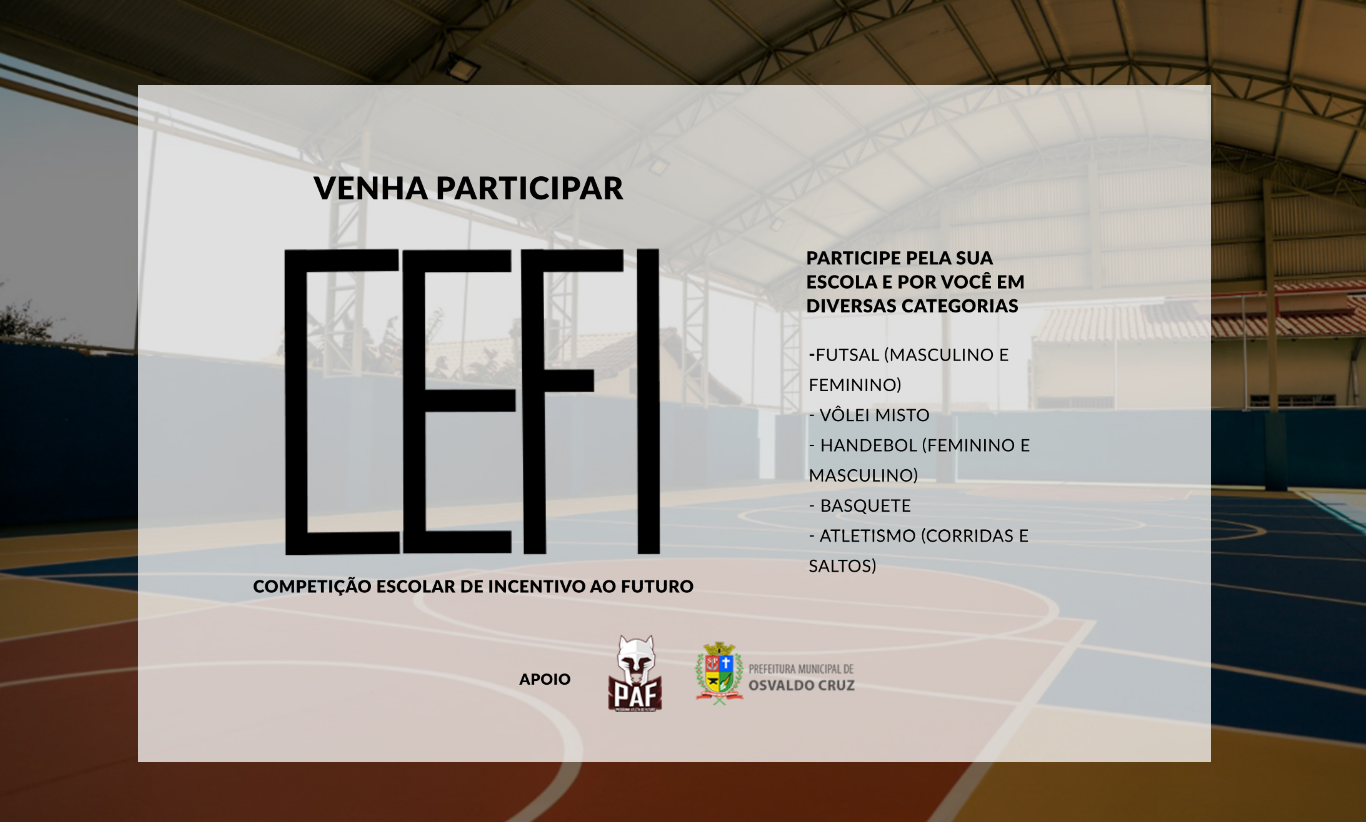 VENHA PARTICIPAR
CEFI
COMPETIÇÃO ESCOLAR DE INCENTIVO AO FUTURO
PARTICIPE PELA SUA
ESCOLA E POR VOCÊ EM
DIVERSAS CATEGORIAS
-FUTSAL (MASCULINO E
FEMININO)
- VÔLEI MISTO
- HANDEBOL (FEMININO E
MASCULINO)
- BASQUETE
- ATLETISMO (CORRIDAS E
SALTOS)
APOIO
PAF
PREFEITURA MUNICIPAL DE
OSVALDO CRUZ